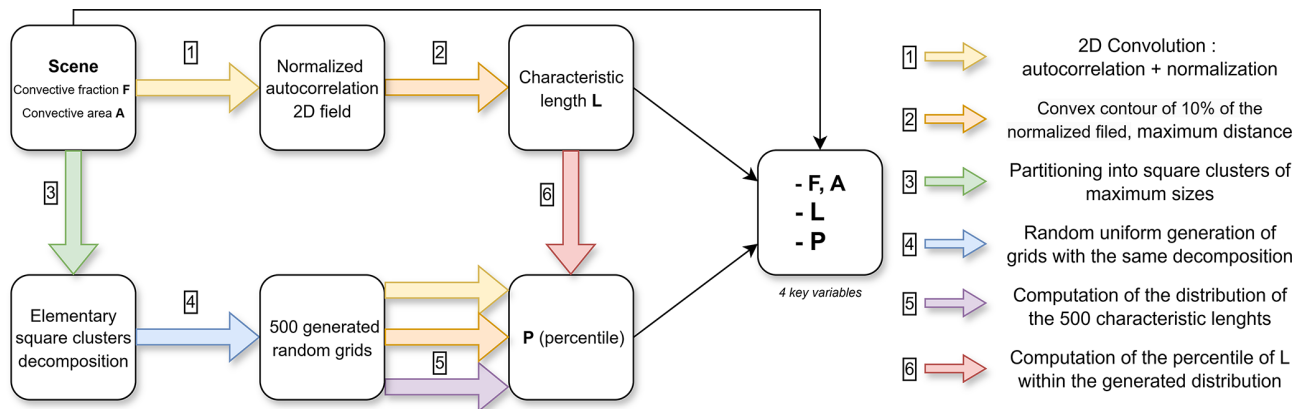 Scene
Convective fraction F
Convective area A
1
Normalized
autocorrelation
2D field
2
Characteristic
length L
3
6
- F, A
- L
- P
4 key variables
Elementary
square clusters
decomposition
4
500 generated
random grids
5
P (percentile)
1
2D Convolution :
autocorrelation + normalization
2
Convex contour of 10% of the
normalized filed, maximum distance
3
Partitioning into square clusters of
maximum sizes
4
Random uniform generation of
grids with the same decomposition
5
Computation of the distribution of
the 500 characteristic lenghts
6
Computation of the percentile of L
within the generated distribution